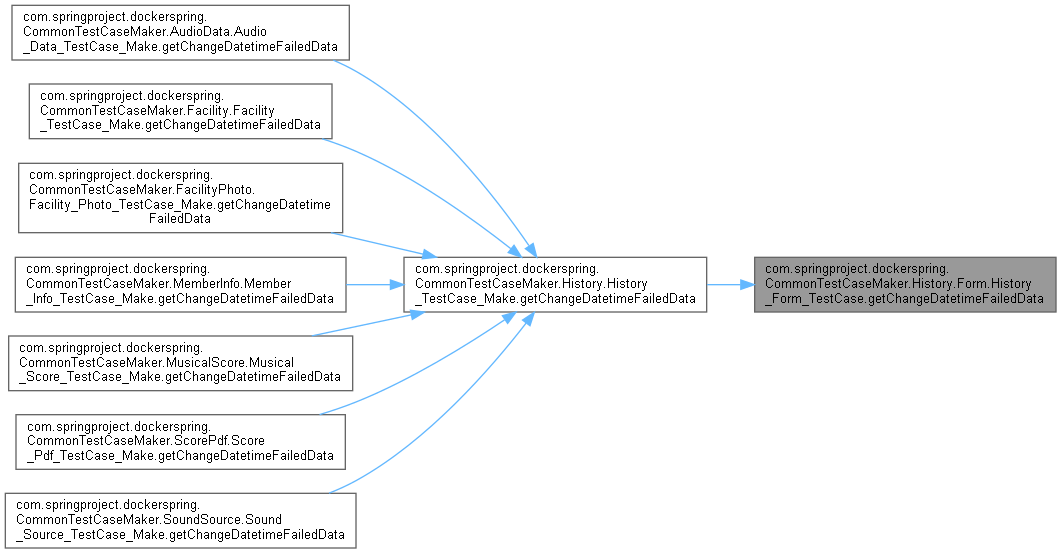 com.springproject.dockerspring.
CommonTestCaseMaker.AudioData.Audio
_Data_TestCase_Make.getChangeDatetimeFailedData
com.springproject.dockerspring.
CommonTestCaseMaker.Facility.Facility
_TestCase_Make.getChangeDatetimeFailedData
com.springproject.dockerspring.
CommonTestCaseMaker.FacilityPhoto.
Facility_Photo_TestCase_Make.getChangeDatetime
FailedData
com.springproject.dockerspring.
CommonTestCaseMaker.MemberInfo.Member
_Info_TestCase_Make.getChangeDatetimeFailedData
com.springproject.dockerspring.
CommonTestCaseMaker.MusicalScore.Musical
_Score_TestCase_Make.getChangeDatetimeFailedData
com.springproject.dockerspring.
CommonTestCaseMaker.ScorePdf.Score
_Pdf_TestCase_Make.getChangeDatetimeFailedData
com.springproject.dockerspring.
CommonTestCaseMaker.SoundSource.Sound
_Source_TestCase_Make.getChangeDatetimeFailedData
com.springproject.dockerspring.
CommonTestCaseMaker.History.History
_TestCase_Make.getChangeDatetimeFailedData
com.springproject.dockerspring.
CommonTestCaseMaker.History.Form.History
_Form_TestCase.getChangeDatetimeFailedData